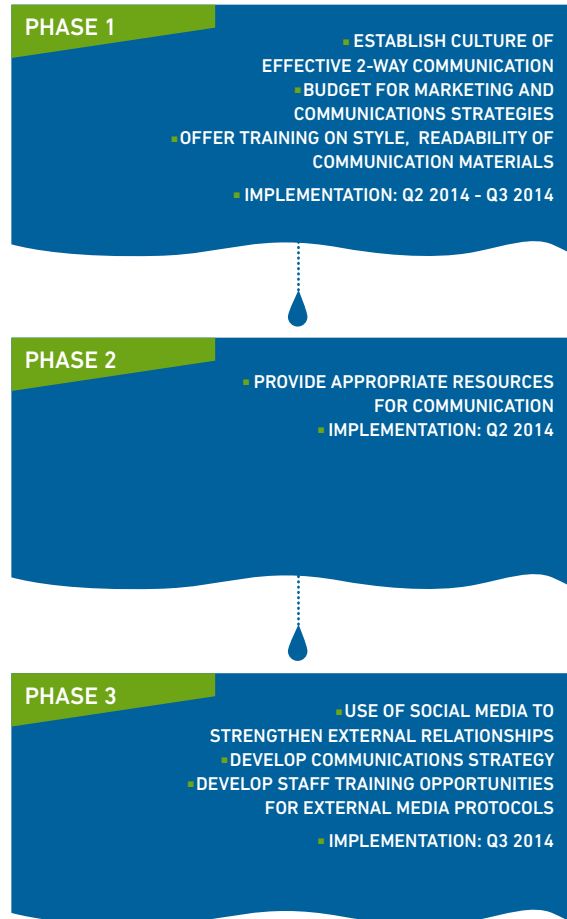 PHASE 1
▪ ESTABLISH CULTURE OF
EFFECTIVE 2-WAY COMMUNICATION
▪ BUDGET FOR MARKETING AND
COMMUNICATIONS STRATEGIES
▪ OFFER TRAINING ON STYLE, READABILITY OF
COMMUNICATION MATERIALS
▪ IMPLEMENTATION: Q2 2014 - Q3 2014
PHASE 2
▪ PROVIDE APPROPRIATE RESOURCES
FOR COMMUNICATION
▪ IMPLEMENTATION: Q2 2014
PHASE 3
▪ USE OF SOCIAL MEDIA TO
STRENGTHEN EXTERNAL RELATIONSHIPS
▪ DEVELOP COMMUNICATIONS STRATEGY
▪ DEVELOP STAFF TRAINING OPPORTUNITIES
FOR EXTERNAL MEDIA PROTOCOLS
▪ IMPLEMENTATION: Q3 2014